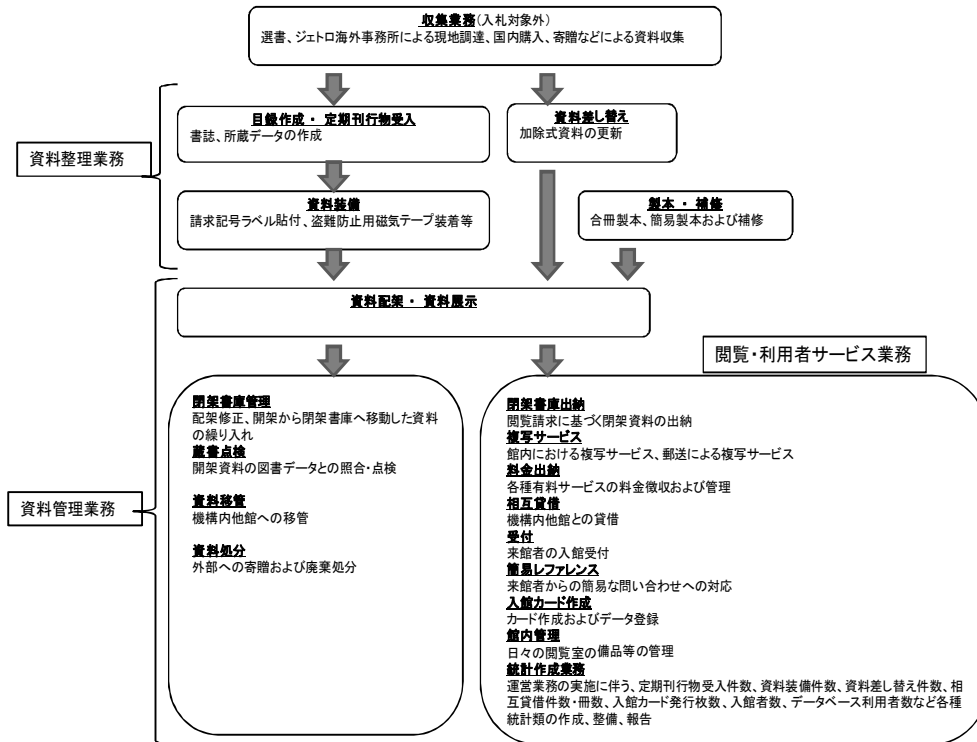 収集業務(入札対象外)
選書、ジェトロ海外事務所による現地調達、国内購入、寄贈などによる資料収集
目録作成・定期刊行物受入
書誌、所蔵データの作成
資料差し替え
加除式資料の更新
資料整理業務
資料装備
請求記号ラベル貼付、盗難防止用磁気テープ装着等
製本・補修
合冊製本、簡易製本および補修
資料配架・資料展示
閲覧・利用者サービス業務
資料管理業務
閉架書庫管理
配架修正、開架から閉架書庫へ移動した資料
の繰り入れ
蔵書点検
開架資料の図書データとの照合・点検
資料移管
機構内他館への移管
資料処分
外部への寄贈および廃棄処分
閉架書庫出納
閲覧請求に基づく閉架資料の出納
複写サービス
館内における複写サービス、郵送による複写サービス
料金出納
各種有料サービスの料金徴収および管理
相互貸借
機構内他館との貸借
受付
来館者の入館受付
簡易レファレンス
来館者からの簡易な問い合わせへの対応
入館カード作成
カード作成およびデータ登録
館内管理
日々の閲覧室の備品等の管理
統計作成業務
運営業務の実施に伴う、定期刊行物受入件数、資料装備件数、資料差し替え件数、相
互貸借件数・冊数、入館カード発行枚数、入館者数、データベース利用者数など各種
統計類の作成、整備、報告